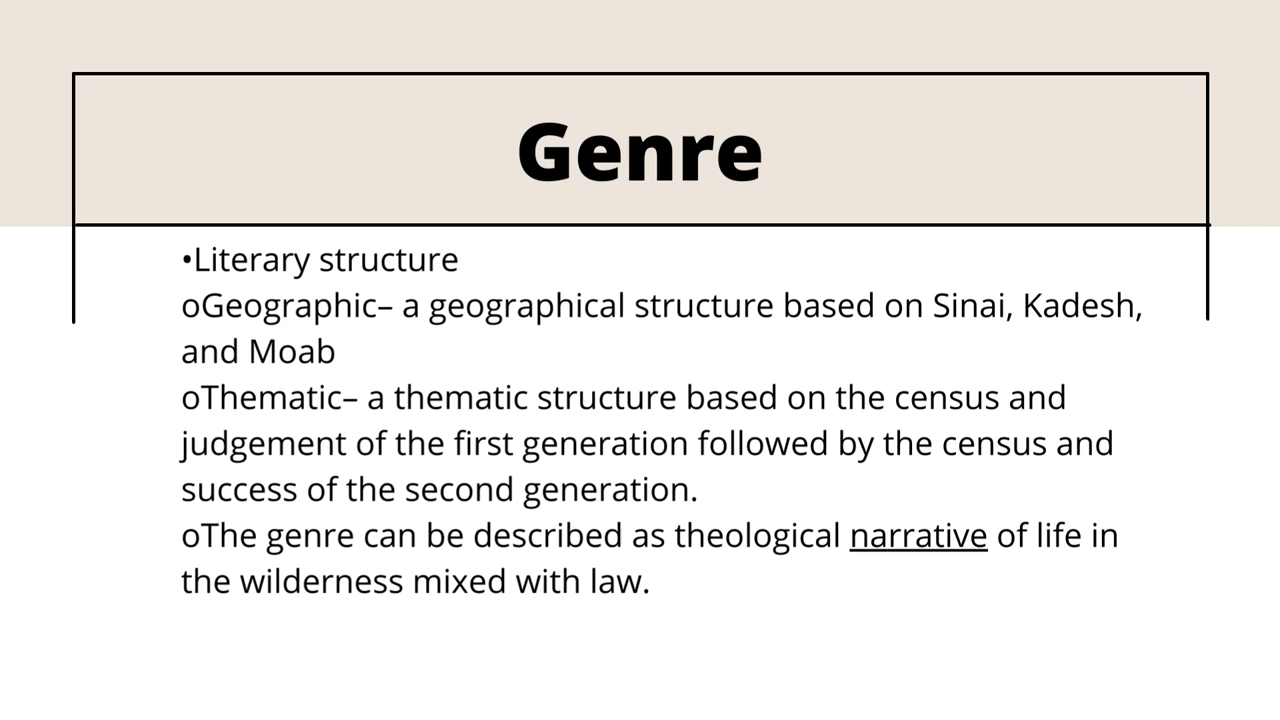 Genre
•Literary structure
oGeographic– a geographical structure based on Sinai, Kadesh,
and Moab
oThematic– a thematic structure based on the census and
judgement of the first generation followed by the census and
success of the second generation.
oThe genre can be described as theological narrative of life in
the wilderness mixed with law.